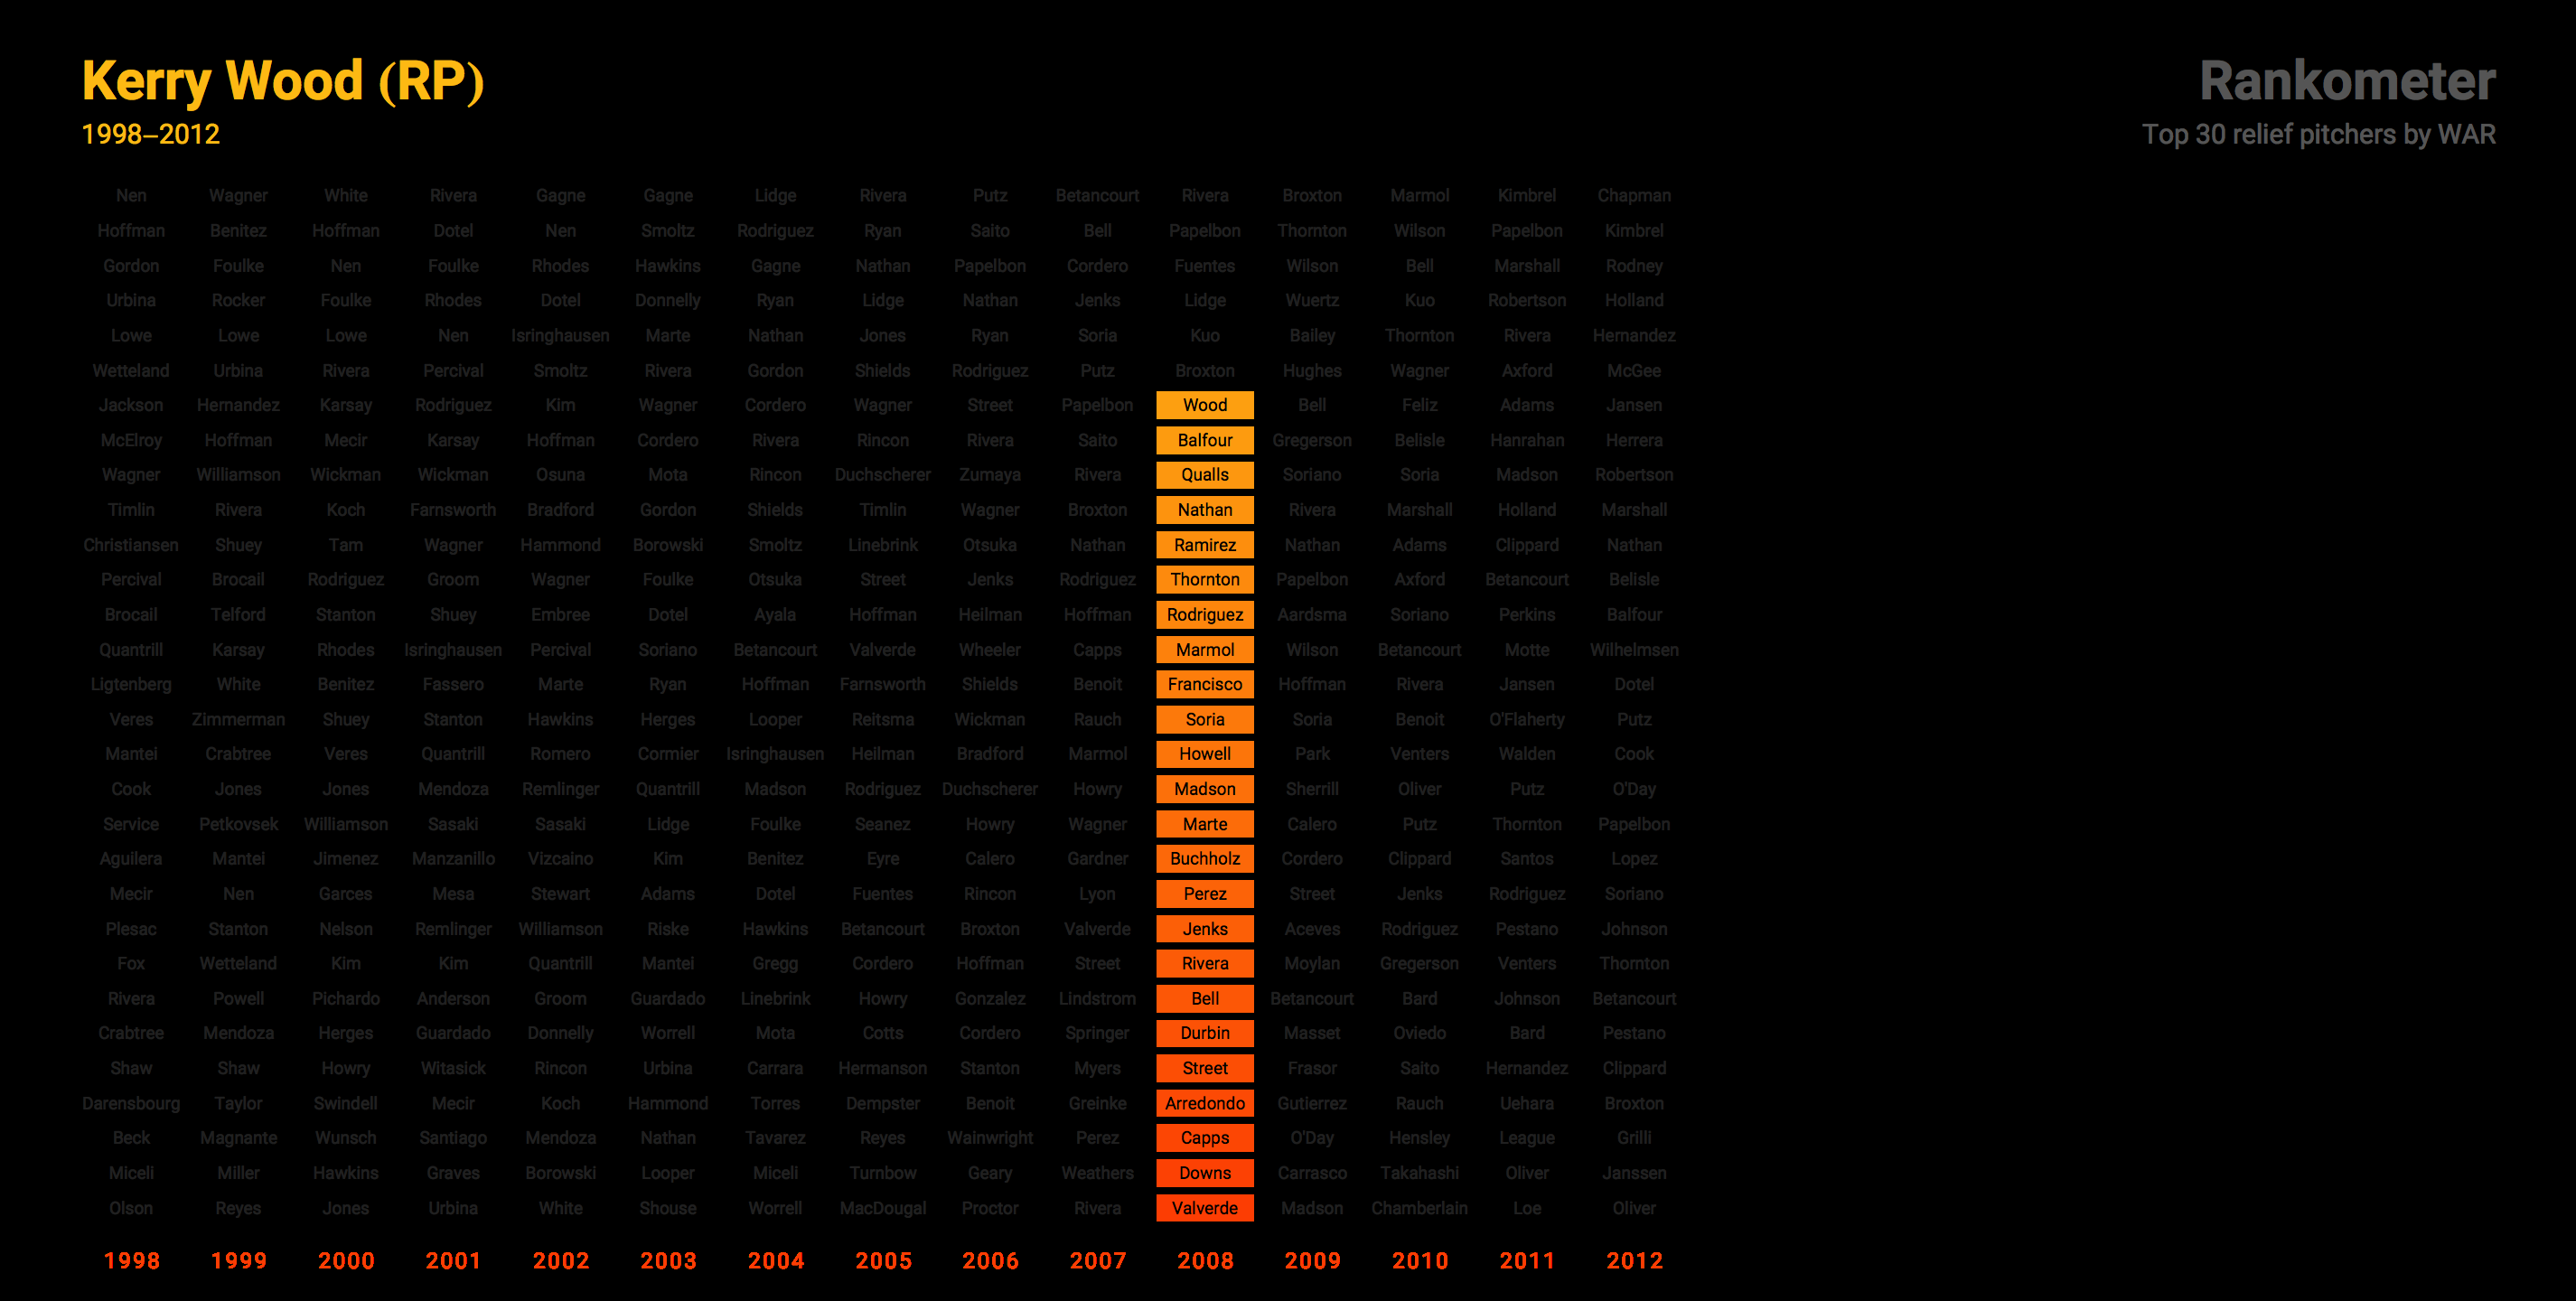 Kerry Wood (RP)
1998–2012
Rankometer
Top 30 relief pitchers by WAR
Nen Wagner White Rivera Gagne Gagne Lidge Rivera Putz Betancourt Rivera Broxton Marmol Kimbrel Chapman
Hoffman Benitez Hoffman Dotel Nen Smoltz Rodriguez Ryan Saito Bell Papelbon Thornton Wilson Papelbon Kimbrel
Gordon Foulke Nen Foulke Rhodes Hawkins Gagne Nathan Papelbon Cordero Fuentes Wilson Bell Marshall Rodney
Urbina Rocker Foulke Rhodes Dotel Donnelly Ryan Lidge Nathan Jenks Lidge Wuertz Kuo Robertson Holland
Lowe Lowe Lowe Nen Isringhausen Marte Nathan Jones Ryan Soria Kuo Bailey Thornton Rivera Hernandez
Wetteland Urbina Rivera Percival Smoltz Rivera Gordon Shields Rodriguez Putz Broxton Hughes Wagner Axford McGee
Jackson Hernandez Karsay Rodriguez Kim Wagner Cordero Wagner Street Papelbon Wood Bell Feliz Adams Jansen
McElroy Hoffman Mecir Karsay Hoffman Cordero Rivera Rincon Rivera Saito Balfour Gregerson Belisle Hanrahan Herrera
Wagner Williamson Wickman Wickman Osuna Mota Rincon Duchscherer Zumaya Rivera Qualls Soriano Soria Madson Robertson
Timlin Rivera Koch Farnsworth Bradford Gordon Shields Timlin Wagner Broxton Nathan Rivera Marshall Holland Marshall
Christiansen Shuey Tam Wagner Hammond Borowski Smoltz Linebrink Otsuka Nathan Ramirez Nathan Adams Clippard Nathan
Percival Brocail Rodriguez Groom Wagner Foulke Otsuka Street Jenks Rodriguez Thornton Papelbon Axford Betancourt Belisle
Brocail Telford Stanton Shuey Embree Dotel Ayala Hoffman Heilman Hoffman Rodriguez Aardsma Soriano Perkins Balfour
Quantrill Karsay Rhodes Isringhausen Percival Soriano Betancourt Valverde Wheeler Capps Marmol Wilson Betancourt Motte Wilhelmsen
Ligtenberg White Benitez Fassero Marte Ryan Hoffman Farnsworth Shields Benoit Francisco Hoffman Rivera Jansen Dotel
Veres Zimmerman Shuey Stanton Hawkins Herges Looper Reitsma Wickman Rauch Soria Soria Benoit O'Flaherty Putz
Mantei Crabtree Veres Quantrill Romero Cormier Isringhausen Heilman Bradford Marmol Howell Park Venters Walden Cook
Cook Jones Jones Mendoza Remlinger Quantrill Madson Rodriguez Duchscherer Howry Madson Sherrill Oliver Putz O'Day
Service Petkovsek Williamson Sasaki Sasaki Lidge Foulke Seanez Howry Wagner Marte Calero Putz Thornton Papelbon
Aguilera Mantei Jimenez Manzanillo Vizcaino Kim Benitez Eyre Calero Gardner Buchholz Cordero Clippard Santos Lopez
Mecir Nen Garces Mesa Stewart Adams Dotel Fuentes Rincon Lyon Perez Street Jenks Rodriguez Soriano
Plesac Stanton Nelson Remlinger Williamson Riske Hawkins Betancourt Broxton Valverde Jenks Aceves Rodriguez Pestano Johnson
Fox Wetteland Kim Kim Quantrill Mantei Gregg Cordero Hoffman Street Rivera Moylan Gregerson Venters Thornton
Rivera Powell Pichardo Anderson Groom Guardado Linebrink Howry Gonzalez Lindstrom Bell Betancourt Bard Johnson Betancourt
Crabtree Mendoza Herges Guardado Donnelly Worrell Mota Cotts Cordero Springer Durbin Masset Oviedo Bard Pestano
Shaw Shaw Howry Witasick Rincon Urbina Carrara Hermanson Stanton Myers Street Frasor Saito Hernandez Clippard
Darensbourg Taylor Swindell Mecir Koch Hammond Torres Dempster Benoit Greinke Arredondo Gutierrez Rauch Uehara Broxton
Beck Magnante Wunsch Santiago Mendoza Nathan Tavarez Reyes Wainwright Perez Capps O'Day Hensley League Grilli
Miceli Miller Hawkins Graves Borowski Looper Miceli Turnbow Geary Weathers Downs Carrasco Takahashi Oliver Janssen
Olson Reyes Jones Urbina White Shouse Worrell MacDougal Proctor Rivera Valverde Madson Chamberlain Loe Oliver
1998 1999 2000 2001 2002 2003 2004 2005 2006 2007 2008 2009 2010 2011 2012